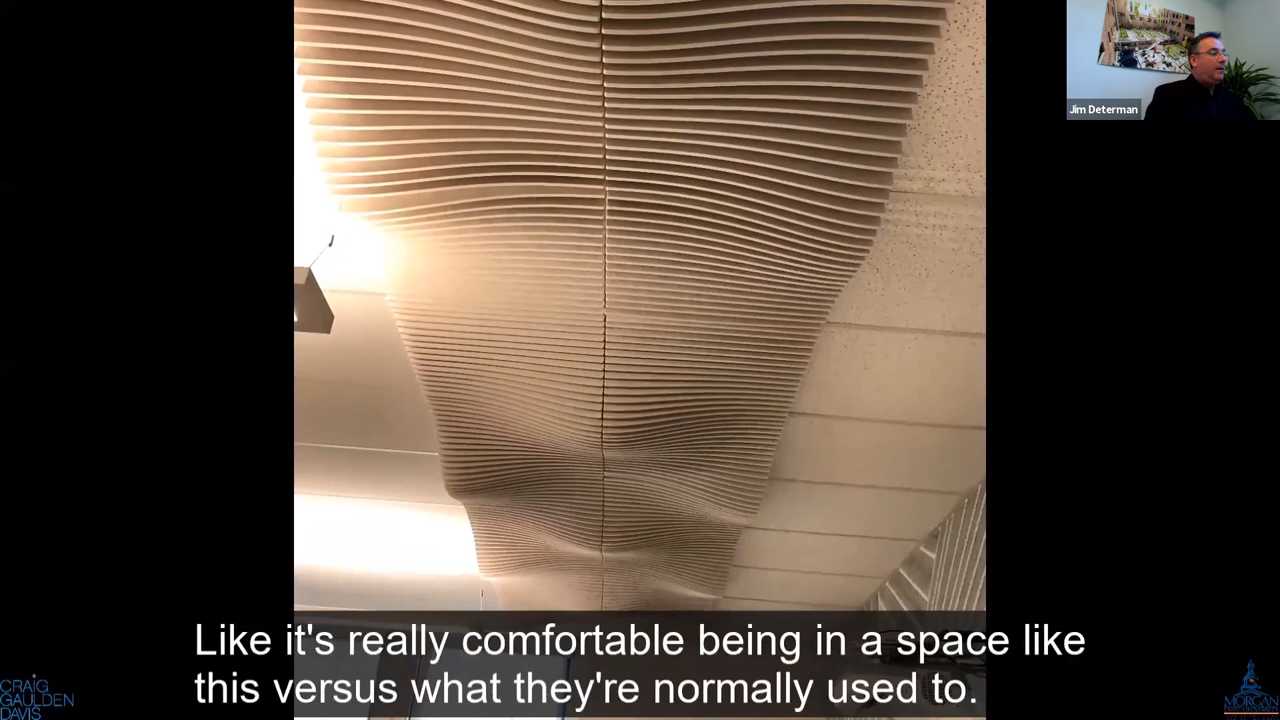 Jim Determan
Like it's really comfortable being in a space like
this versus what they're normally used to.
CRAIG
GAULDEN
DAVIS
MORGAN